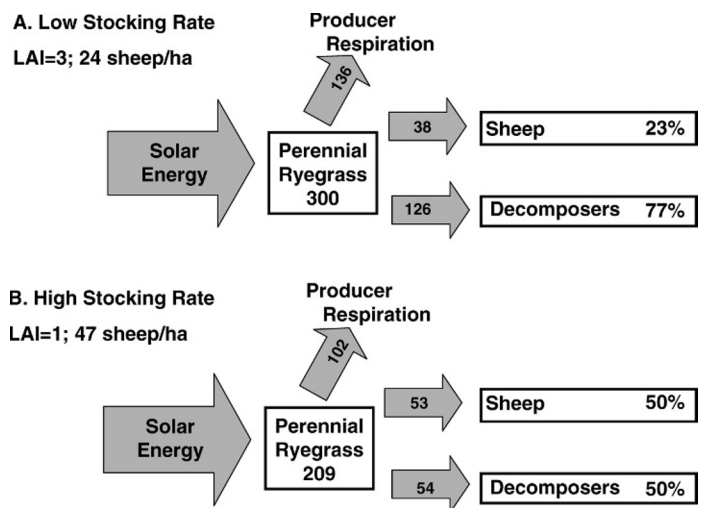 A. Low Stocking Rate
LAI=3; 24 sheep/ha
Producer
Respiration
136
Solar
Energy
Perennial
Ryegrass
300
38
Sheep 23%
126
Decomposers 77%
B. High Stocking Rate
LAI=1; 47 sheep/ha
Producer
Respiration
102
Solar
Energy
Perennial
Ryegrass
209
53
Sheep 50%
54
Decomposers 50%